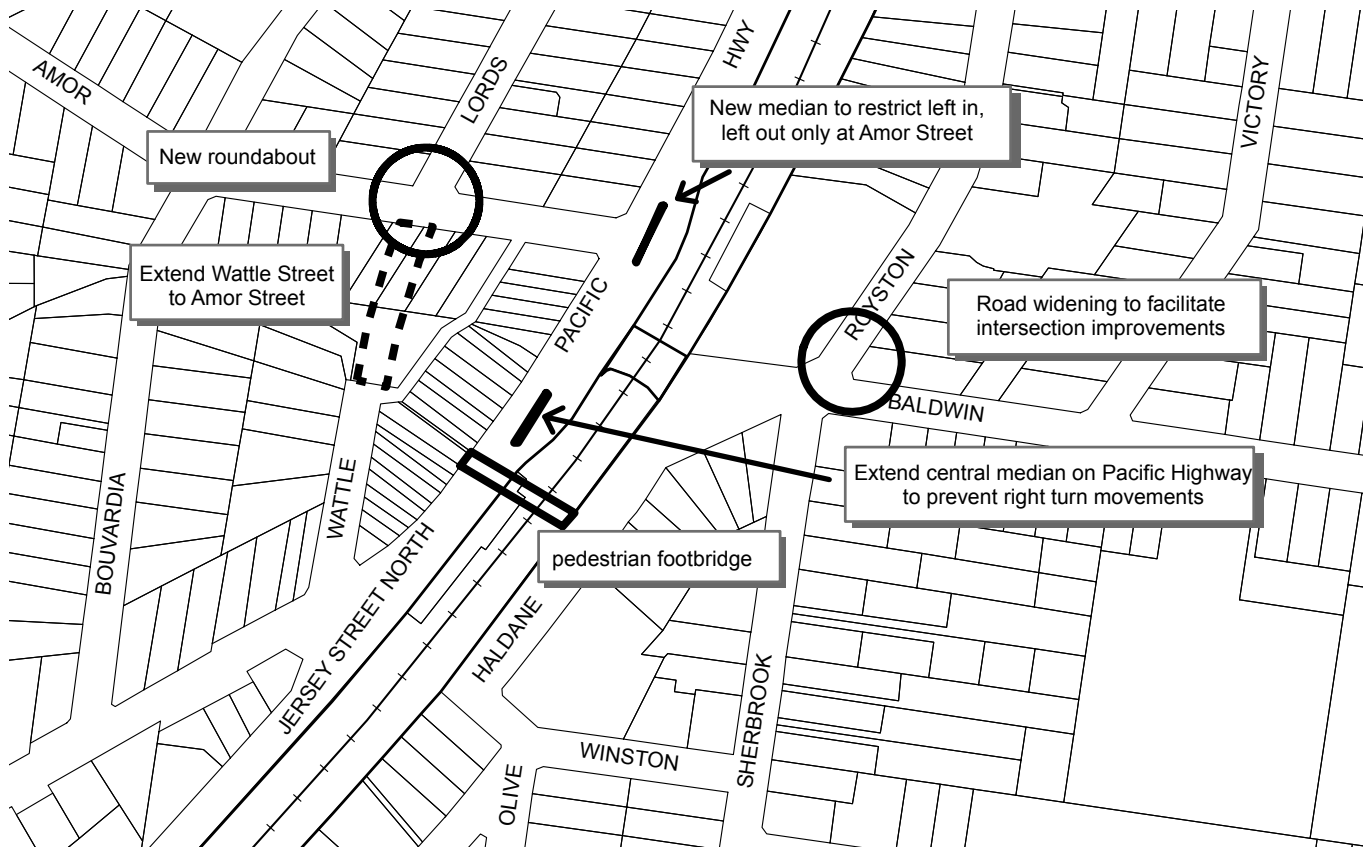 AMOR
LORDS
HWY
VICTORY
New roundabout
New median to restrict left in,
left out only at Amor Street
Extend Wattle Street
to Amor Street
PACIFIC
ROYSTON
Road widening to facilitate
intersection improvements
BALDWIN
Extend central median on Pacific Highway
to prevent right turn movements
BOUVARDIA
WATTLE
pedestrian footbridge
JERSEY STREET NORTH
HALDANE
SHERBROOK
WINSTON
OLIVE